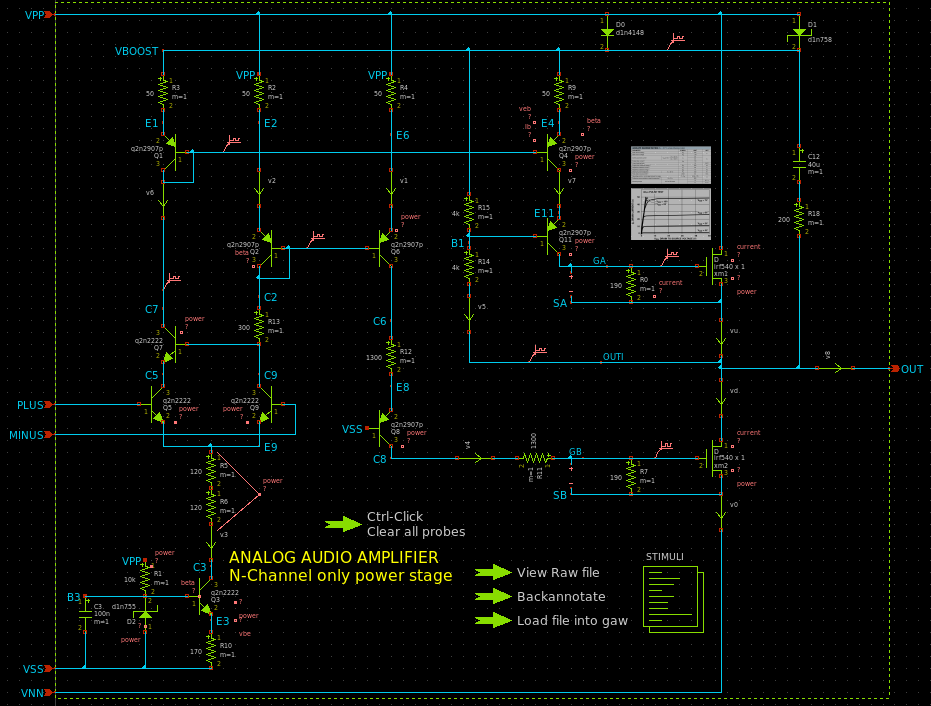 VPP
D0
d1n4148
D1
d1n758
VBOOST
VPP
VPP
50
R3
m=1
50
R2
m=1
50
R4
m=1
50
R9
m=1
E1
E2
E6
veb
?
ib
?
E4
beta
?
q2n2907p
Q1
q2n2907p
Q4
power
?
C12
40u
m=1
v6
v2
v1
v7
4k
R15
m=1
E11
200
R18
m=1
power
?
q2n2907p
Q2
beta
?
q2n2907p
Q6
B1
q2n2907p
Q11
power
?
4k
R14
m=1
GA
current
?
irf540 x 1
xm1
?
power
190
R0
m=1
current
?
C7
C2
SA
v5
power
?
q2n2222
Q7
300
R13
m=1
C6
vu
1300
R12
m=1
OUTI
v8
OUT
C5
C9
E8
vd
PLUS
q2n2222
Q5
power
?
q2n2222
Q9
power
?
MINUS
VSS
q2n2907p
Q8
power
?
current
?
E9
C8
v4
1300
m=1
R11
GB
irf540 x 1
xm2
?
power
120
R5
m=1
190
R7
m=1
power
?
SB
120
R6
m=1
v0
v3
Ctrl-Click
Clear all probes
ANALOG AUDIO AMPLIFIER
N-Channel only power stage
STIMULI
View Raw file
Backannotate
Load file into gaw
VPP
power
?
10k
R1
m=1
C3
beta
?
q2n2222
Q3
?
B3
C3
100n
m=1
d1n755
D2
?
power
E3
?
power
vbe
170
R10
m=1
VSS
VNN